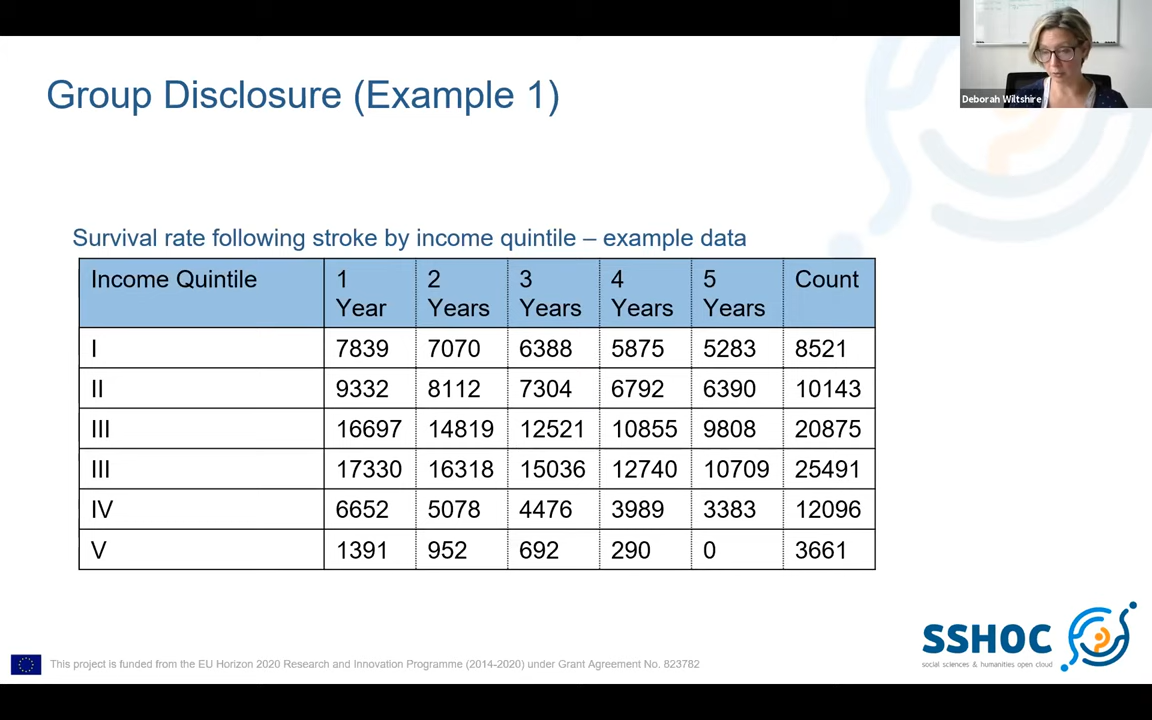 Deborah Wiltshire
Group Disclosure (Example 1)
Survival rate following stroke by income quintile – example data
Income Quintile 1 Year 2 Years 3 Years 4 Years 5 Years Count
I 7839 7070 6388 5875 5283 8521
II 9332 8112 7304 6792 6390 10143
III 16697 14819 12521 10855 9808 20875
III 17330 16318 15036 12740 10709 25491
IV 6652 5078 4476 3989 3383 12096
V 1391 952 692 290 0 3661
SSHOC
social sciences & humanities open cloud
This project is funded from the EU Horizon 2020 Research and Innovation Programme (2014-2020) under Grant Agreement No. 823782